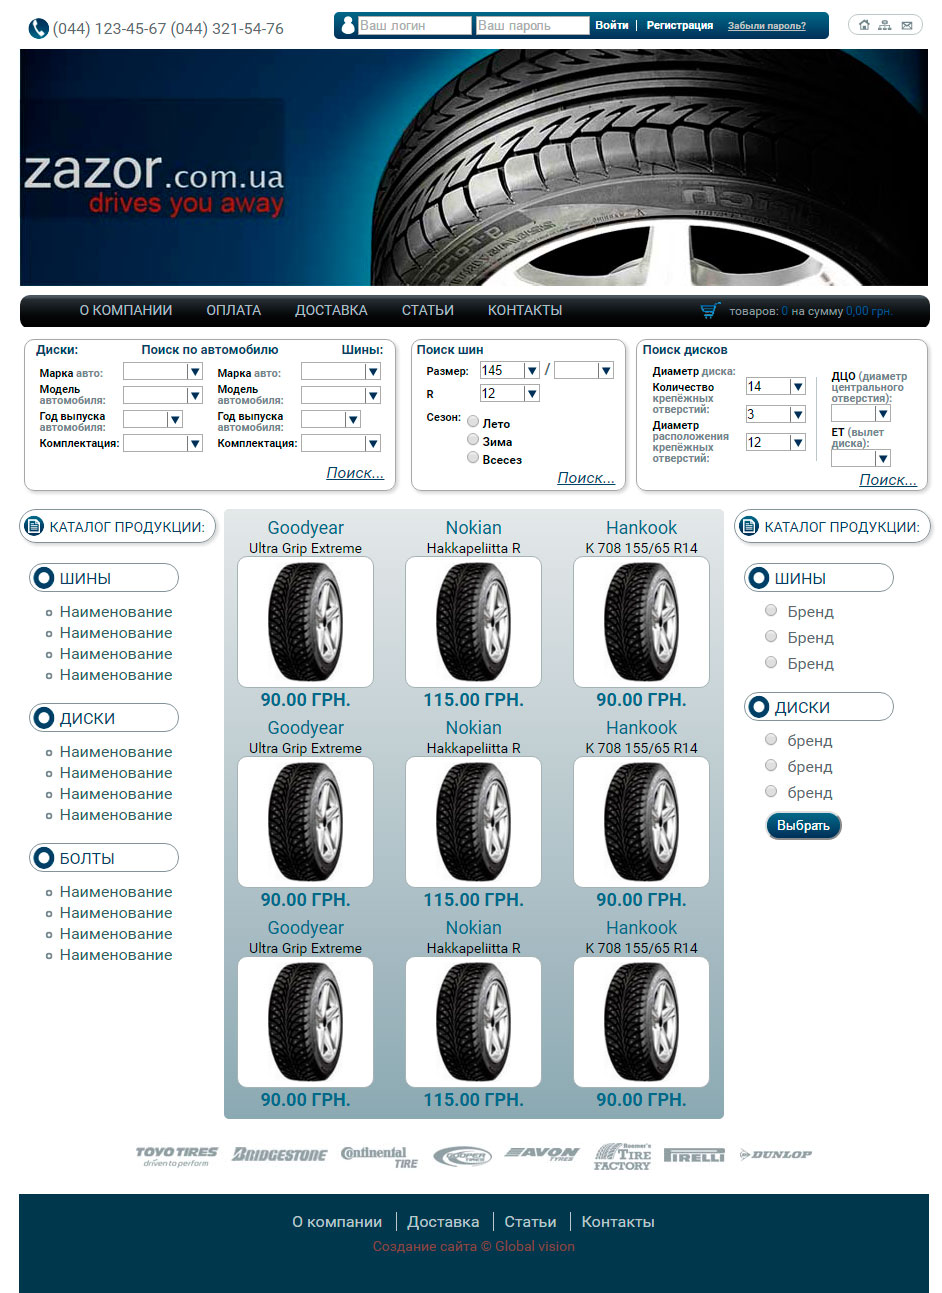 (044) 123-45-67 (044) 321-54-76
Ваш логин Ваш пароль Войти | Регистрация Забыли пароль?
zazor.com.ua
drives you away
О КОМПАНИИ ОПЛАТА ДОСТАВКА СТАТЬИ КОНТАКТЫ товаров: 0 на сумму 0,00 грн.
Диски: Поиск по автомобилю Шины:
Марка авто: Марка авто:
Модель автомобиля: Модель автомобиля:
Год выпуска автомобиля: Год выпуска автомобиля:
Комплектация: Комплектация:
Поиск...
Поиск шин
Размер: 145 /
R 12
Сезон: Лето
Зима
Всесез
Поиск...
Поиск дисков
Диаметр диска:
Количество крепёжных отверстий:
Диаметр расположения крепёжных отверстий:
14
3
12
ДЦО (диаметр центрального отверстия):
ET (вылет диска):
Поиск...
КАТАЛОГ ПРОДУКЦИИ:
ШИНЫ
Наименование
Наименование
Наименование
Наименование
ДИСКИ
Наименование
Наименование
Наименование
Наименование
БОЛТЫ
Наименование
Наименование
Наименование
Наименование
Goodyear Nokian Hankook
Ultra Grip Extreme Hakkapeliitta R K 708 155/65 R14
90.00 ГРН. 115.00 ГРН. 90.00 ГРН.
Goodyear Nokian Hankook
Ultra Grip Extreme Hakkapeliitta R K 708 155/65 R14
90.00 ГРН. 115.00 ГРН. 90.00 ГРН.
Goodyear Nokian Hankook
Ultra Grip Extreme Hakkapeliitta R K 708 155/65 R14
90.00 ГРН. 115.00 ГРН. 90.00 ГРН.
КАТАЛОГ ПРОДУКЦИИ:
ШИНЫ
Бренд
Бренд
Бренд
ДИСКИ
бренд
бренд
бренд
Выбрать
TOYO TIRES
driven to perform
BRIDGESTONE
Continental
TIRE
COOPER
TIRES
AVON
TYRES
TIRE
FACTORY
PIRELLI
DUNLOP
О компании | Доставка | Статьи | Контакты
Создание сайта © Global vision